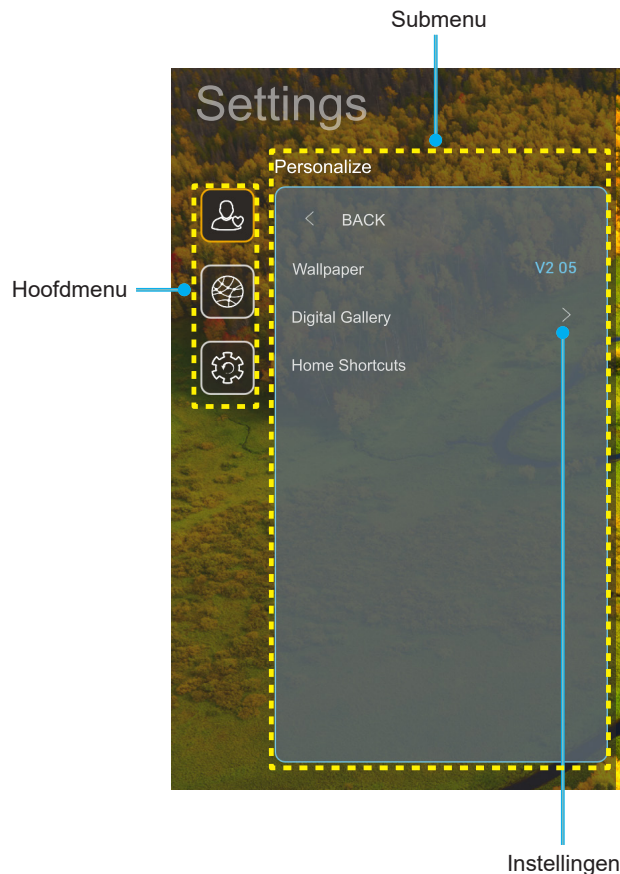 Submenu
Settings
Personalize
BACK
Wallpaper V2 05
Hoofdmenu
Digital Gallery
Home Shortcuts
Instellingen